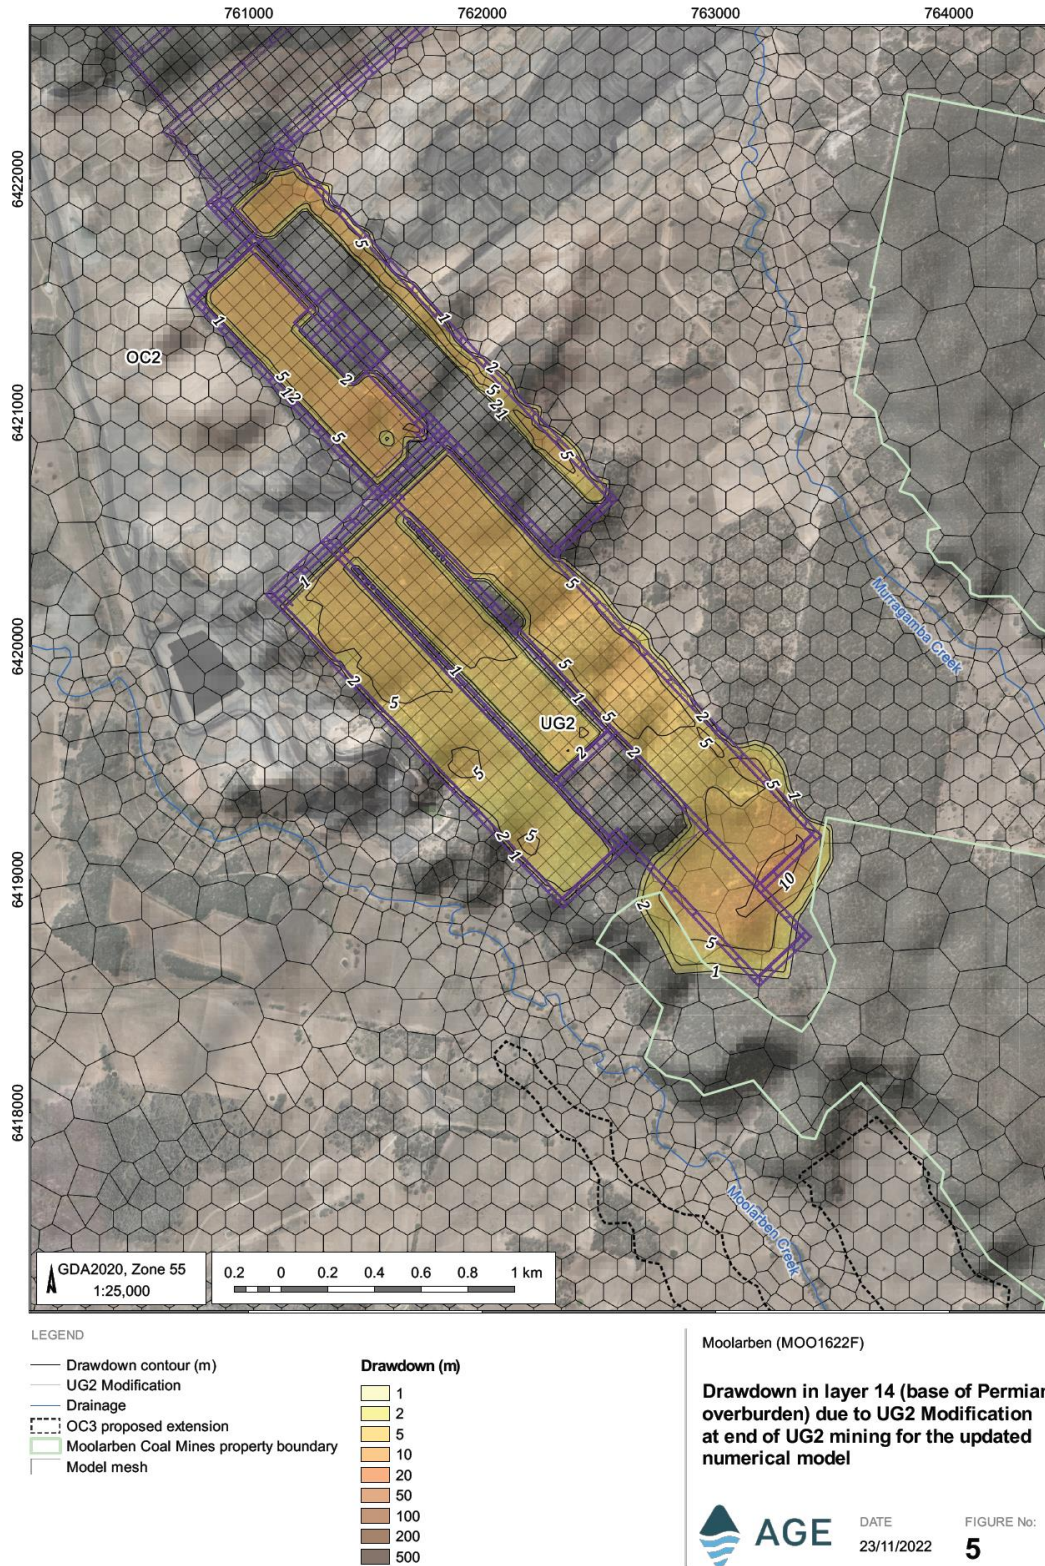 761000 762000 763000 764000
6422000
6421000
6420000
6419000
6418000
5
1
1
2
OC2
5
2
5
5 21
12
5
5
5
1
5
2
1
5
1
5
2
UG2
5
2
2
5
5
5
1
2
5
2
1
10
2
5
1
Murragamba Creek
Moolarben Creek
GDA2020, Zone 55
1:25,000
0.2 0 0.2 0.4 0.6 0.8 1 km
LEGEND
Drawdown contour (m)
UG2 Modification
Drainage
OC3 proposed extension
Moolarben Coal Mines property boundary
Model mesh
Drawdown (m)
1
2
5
10
20
50
100
200
500
Moolarben (MOO1622F)
Drawdown in layer 14 (base of Permian
overburden) due to UG2 Modification
at end of UG2 mining for the updated
numerical model
AGE
DATE
23/11/2022
FIGURE No:
5